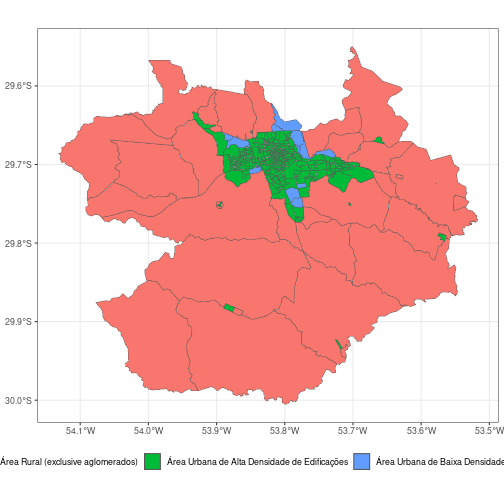 29.6°S
29.7°S
29.8°S
29.9°S
30.0°S
54.1°W 54.0°W 53.9°W 53.8°W 53.7°W 53.6°W 53.5°W
Área Rural (exclusive aglomerados) Área Urbana de Alta Densidade de Edificações Área Urbana de Baixa Densidade